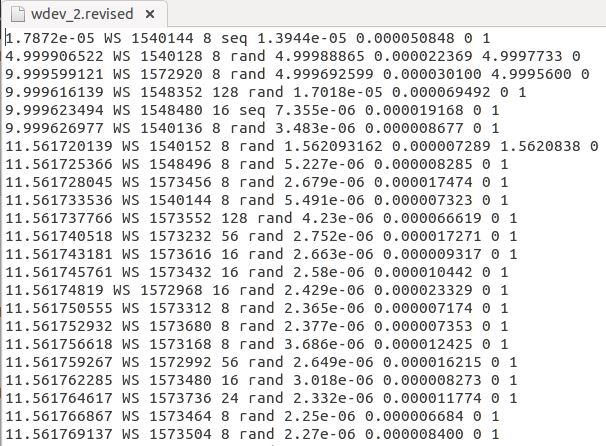 wdev_2.revised ×
1.7872e-05 WS 1540144 8 seq 1.3944e-05 0.000050848 0 1
4.999906522 WS 1540128 8 rand 4.99988865 0.000022369 4.9997733 0
9.999599121 WS 1572920 8 rand 4.999692599 0.000030100 4.9995600 0
9.999616139 WS 1548352 128 rand 1.7018e-05 0.000069492 0 1
9.999623494 WS 1548480 16 seq 7.355e-06 0.000019168 0 1
9.999626977 WS 1540136 8 rand 3.483e-06 0.000008677 0 1
11.561720139 WS 1540152 8 rand 1.562093162 0.000007289 1.5620838 0
11.561725366 WS 1548496 8 rand 5.227e-06 0.000008285 0 1
11.561728045 WS 1573456 8 rand 2.679e-06 0.000017474 0 1
11.561733536 WS 1540144 8 rand 5.491e-06 0.000007323 0 1
11.561737766 WS 1573552 128 rand 4.23e-06 0.000066619 0 1
11.561740518 WS 1573232 56 rand 2.752e-06 0.000017271 0 1
11.561743181 WS 1573616 16 rand 2.663e-06 0.000009317 0 1
11.561745761 WS 1573432 16 rand 2.58e-06 0.000010442 0 1
11.56174819 WS 1572968 16 rand 2.429e-06 0.000023329 0 1
11.561750555 WS 1573312 8 rand 2.365e-06 0.000007174 0 1
11.561752932 WS 1573680 8 rand 2.377e-06 0.000007353 0 1
11.561756618 WS 1573168 8 rand 3.686e-06 0.000012425 0 1
11.561759267 WS 1572992 56 rand 2.649e-06 0.000016215 0 1
11.561762285 WS 1573480 16 rand 3.018e-06 0.000008273 0 1
11.561764617 WS 1573736 24 rand 2.332e-06 0.000011774 0 1
11.561766867 WS 1573464 8 rand 2.25e-06 0.000006684 0 1
11.561769137 WS 1573504 8 rand 2.27e-06 0.000008400 0 1